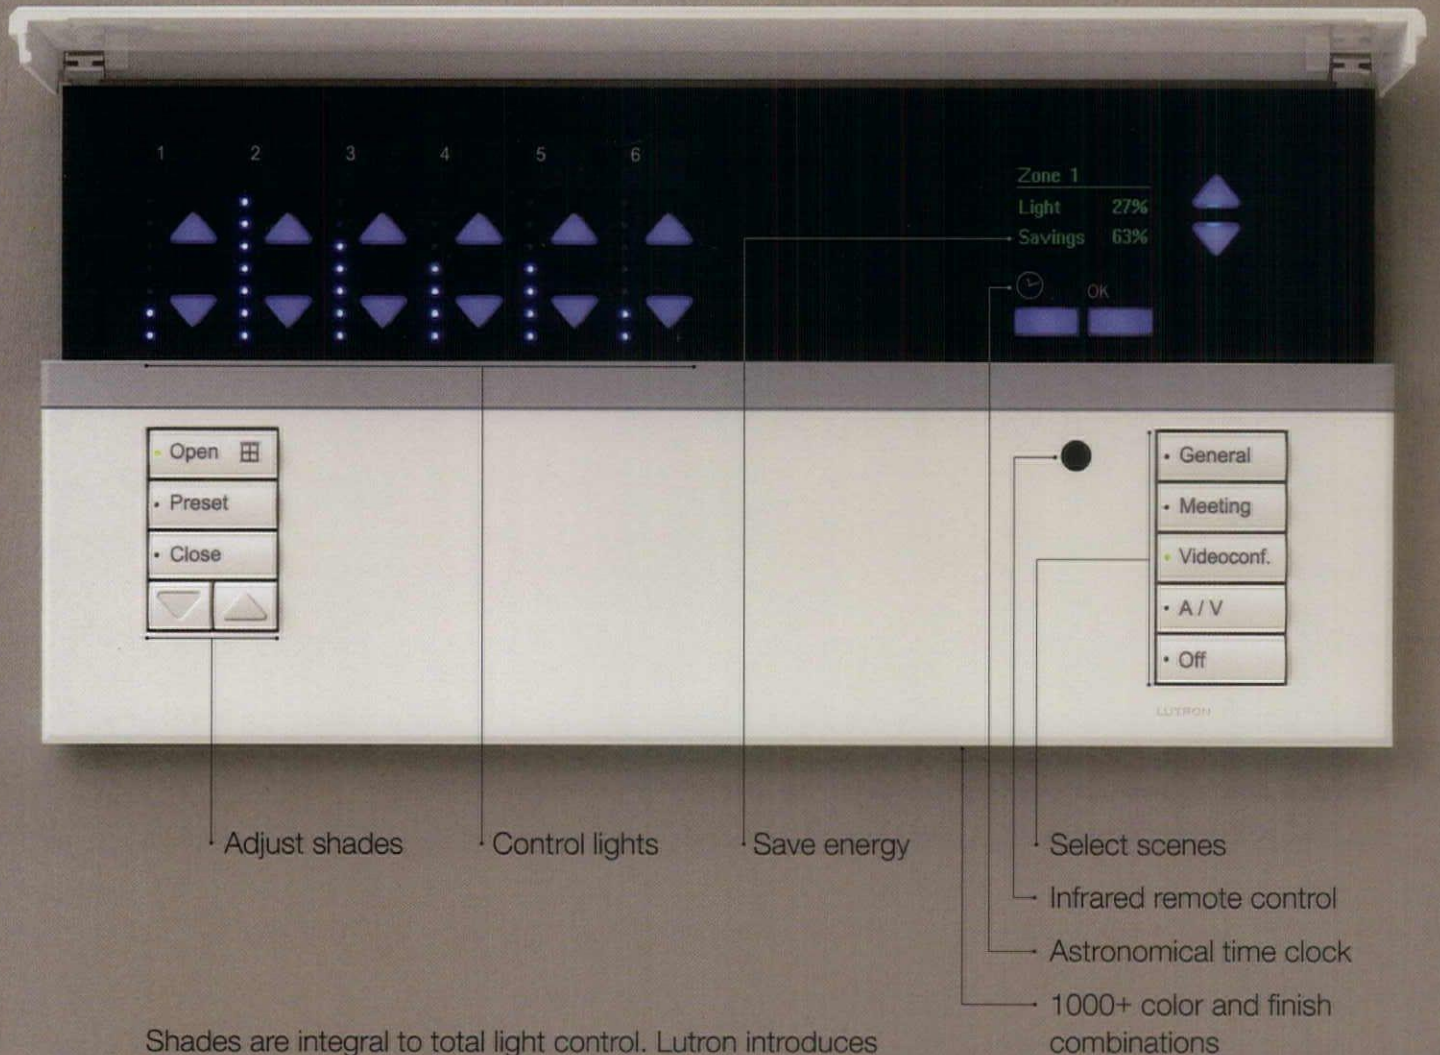 1 2 3 4 5 6
Zone 1
Light 27%
Savings 63%
OK
Open
Preset
Close
General
Meeting
Videoconf.
A / V
Off
LUTRON
Adjust shades
Control lights
Save energy
Select scenes
Infrared remote control
Astronomical time clock
1000+ color and finish
combinations
Shades are integral to total light control. Lutron introduces